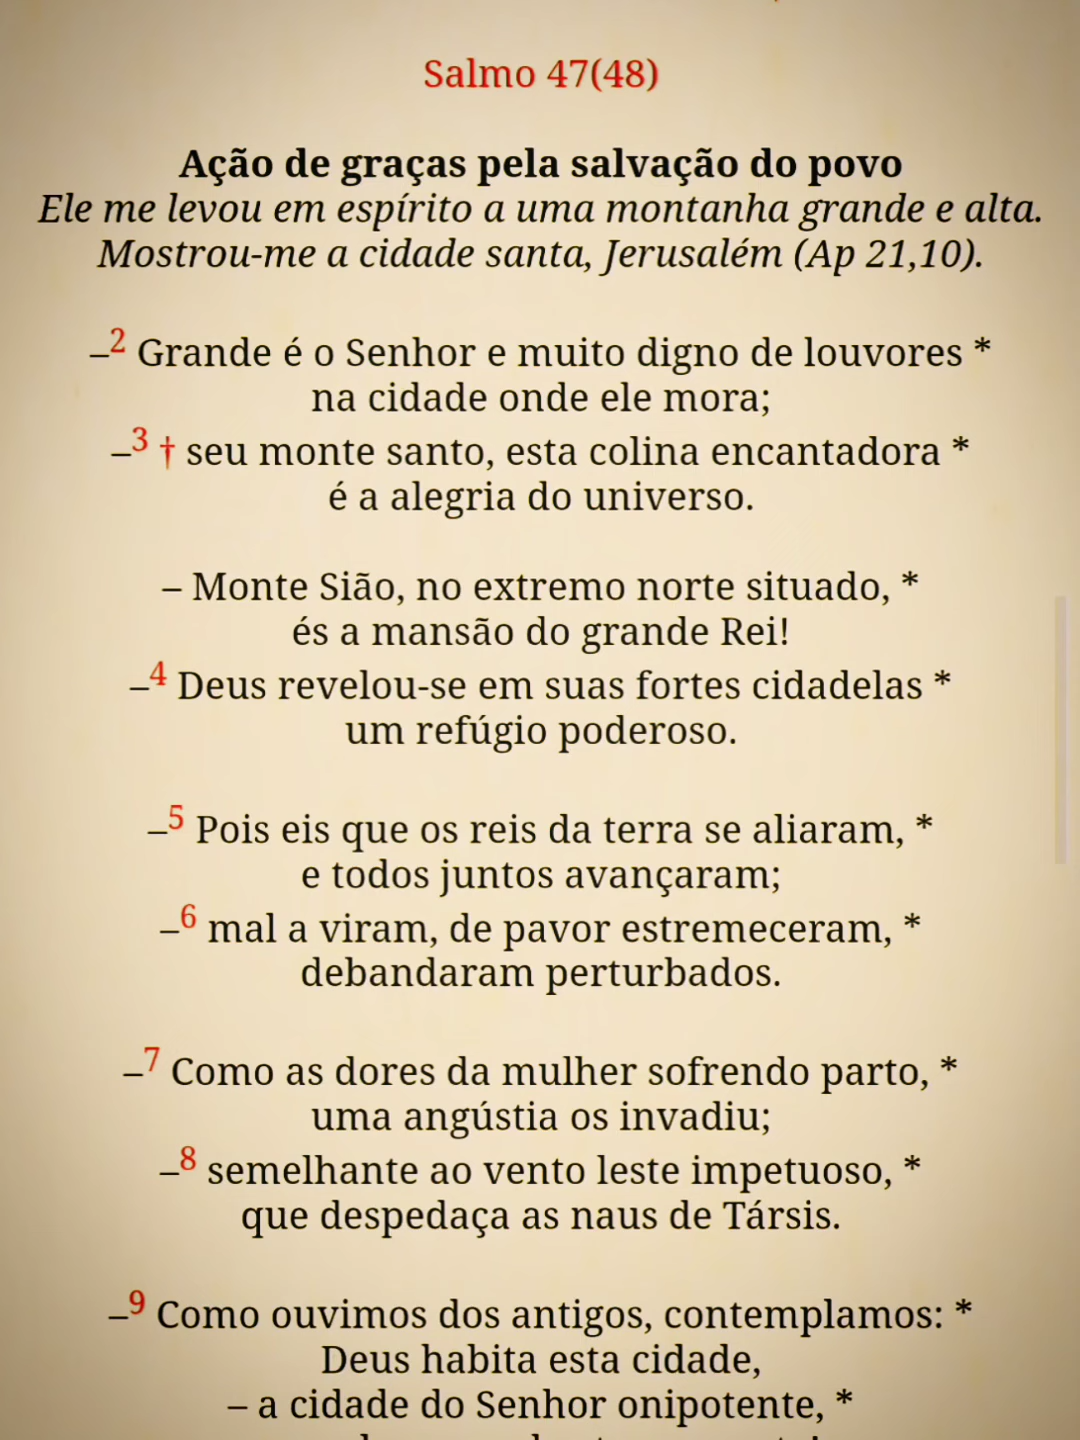 Salmo 47(48)
Ação de graças pela salvação do povo
Ele me levou em espírito a uma montanha grande e alta.
Mostrou-me a cidade santa, Jerusalém (Ap 21,10).
–2 Grande é o Senhor e muito digno de louvores *
na cidade onde ele mora;
–3 † seu monte santo, esta colina encantadora *
é a alegria do universo.
– Monte Sião, no extremo norte situado, *
és a mansão do grande Rei!
–4 Deus revelou-se em suas fortes cidadelas *
um refúgio poderoso.
–5 Pois eis que os reis da terra se aliaram, *
e todos juntos avançaram;
–6 mal a viram, de pavor estremeceram, *
debandaram perturbados.
–7 Como as dores da mulher sofrendo parto, *
uma angústia os invadiu;
–8 semelhante ao vento leste impetuoso, *
que despedaça as naus de Társis.
–9 Como ouvimos dos antigos, contemplamos: *
Deus habita esta cidade,
– a cidade do Senhor onipotente, *